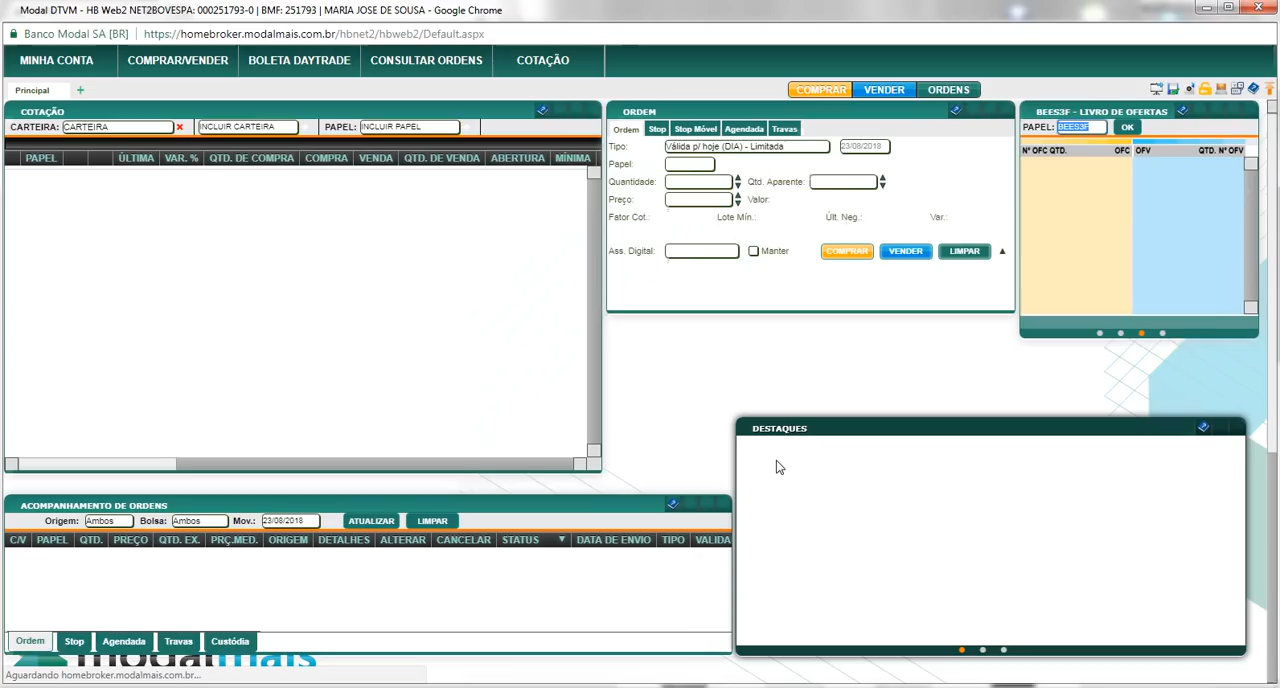 Modal DTVM - HB Web2 NET2BOVESPA: 000251793-0 | BMF: 251793 | MARIA JOSE DE SOUSA - Google Chrome
Banco Modal SA [BR] | https://homebroker.modalmais.com.br/hbnet2/hbweb2/Default.aspx
MINHA CONTA COMPRAR/VENDER BOLETA DAYTRADE CONSULTAR ORDENS COTAÇÃO
Principal + COMPRAR VENDER ORDENS
COTAÇÃO
CARTEIRA: CARTEIRA INCLUIR CARTEIRA PAPEL: INCLUIR PAPEL
PAPEL ÚLTIMA VAR. % QTD. DE COMPRA COMPRA VENDA QTD. DE VENDA ABERTURA MÍNIMA
ORDEM
Ordem Stop Stop Móvel Agendada Travas
Tipo: Válida p/ hoje (DIA) - Limitada 23/08/2018
Papel:
Quantidade: Qtd. Aparente:
Preço: Valor:
Fator Cot.: Lote Mín.: Últ. Neg.: Var.:
Ass. Digital: Manter COMPRAR VENDER LIMPAR
BEES3F - LIVRO DE OFERTAS
PAPEL: BEES3F OK
Nº OFC QTD. OFC OFV QTD. Nº OFV
DESTAQUES
ACOMPANHAMENTO DE ORDENS
Origem: Ambos Bolsa: Ambos Mov.: 23/08/2018 ATUALIZAR LIMPAR
C/V PAPEL QTD. PREÇO QTD. EX. PRÇ.MED. ORIGEM DETALHES ALTERAR CANCELAR STATUS DATA DE ENVIO TIPO VALIDA
Ordem Stop Agendada Travas Custódia
modalmais
Aguardando homebroker.modalmais.com.br...